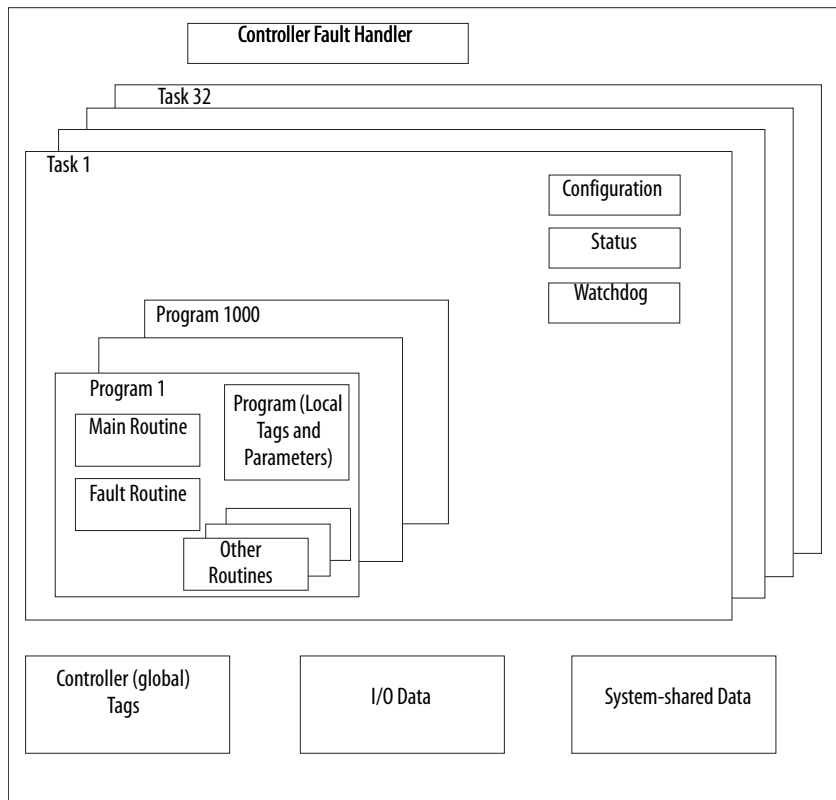 Controller Fault Handler
Task 32
Task 1
Configuration
Status
Watchdog
Program 1000
Program 1
Main Routine
Program (Local
Tags and
Parameters)
Fault Routine
Other
Routines
Controller (global)
Tags
I/O Data
System-shared Data